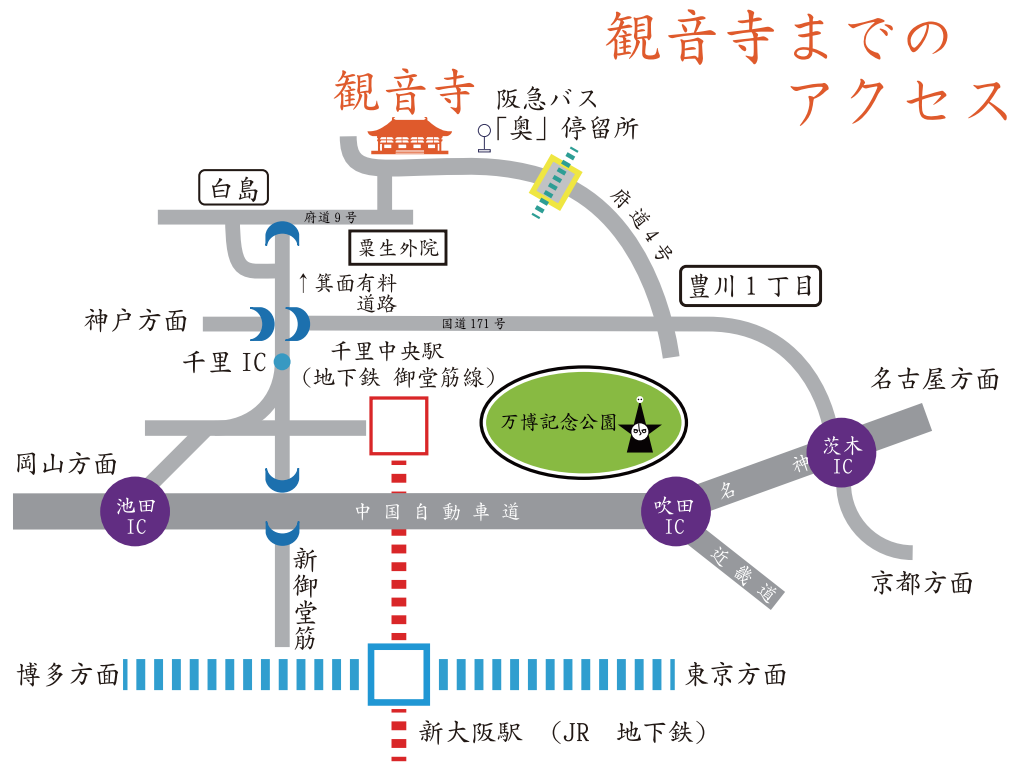 観音寺までの
アクセス
観音寺
阪急バス
「奥」停留所
白島
府道9号
粟生外院
府道4号
↑箕面有料
道路
豊川1丁目
神戸方面
国道171号
千里IC
千里中央駅
(地下鉄 御堂筋線)
名古屋方面
万博記念公園
茨木
IC
岡山方面
名神
池田
IC
中国自動車道
吹田
IC
新御堂筋
近畿道
京都方面
博多方面
東京方面
新大阪駅 (JR 地下鉄)